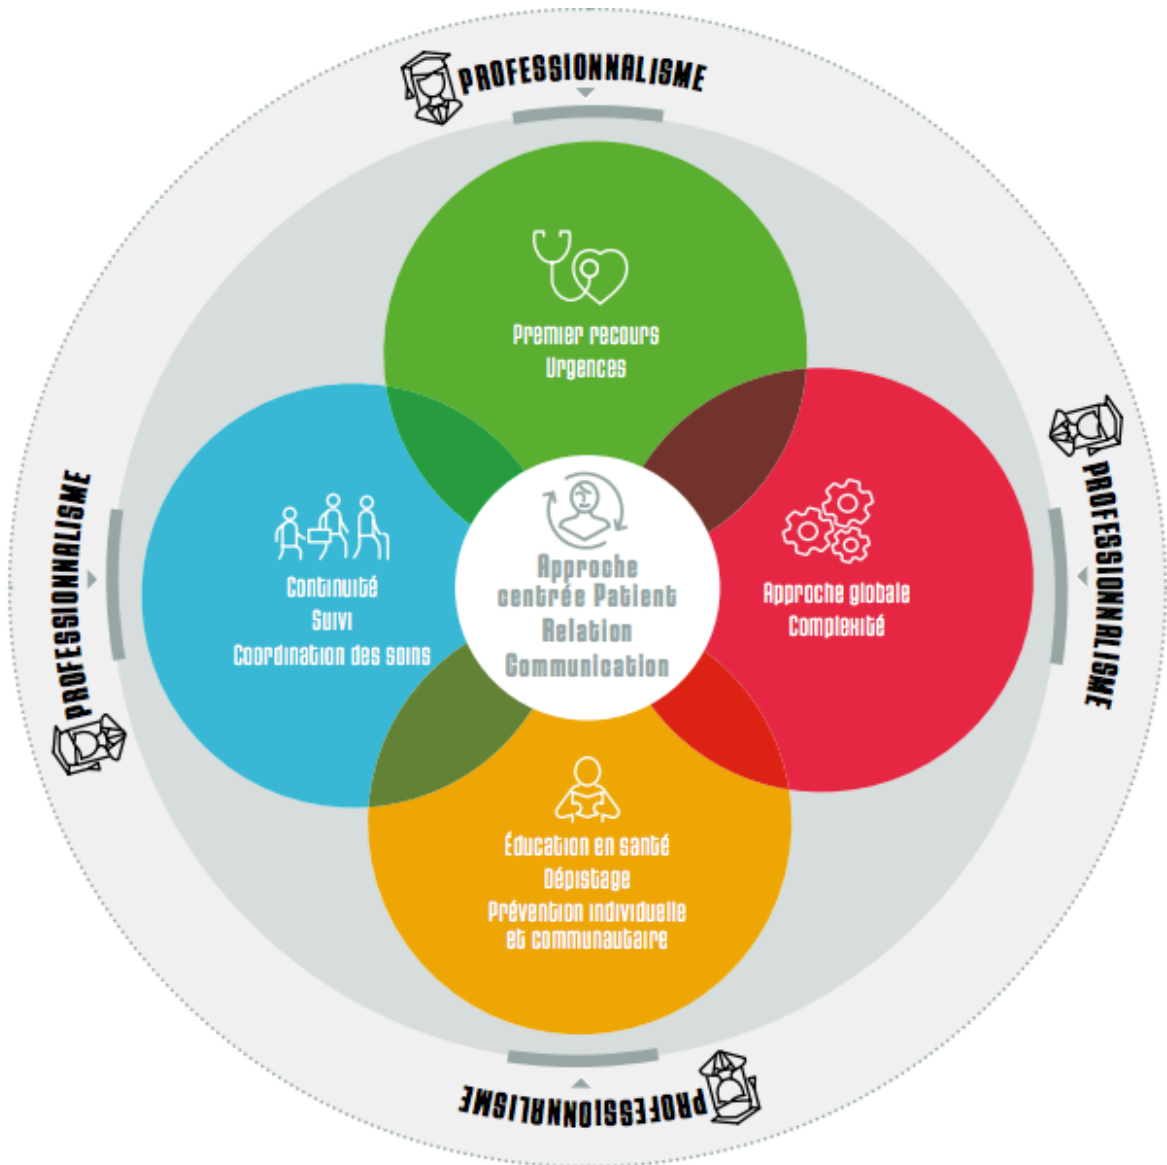 PROFESSIONNALISME
Premier recours
Urgences
PROFESSIONNALISME
Continuité
Suivi
Coordination des soins
Approche
centrée Patient
Relation
Communication
Approche globale
Complexité
PROFESSIONNALISME
Éducation en santé
Dépistage
Prévention individuelle
et communautaire
PROFESSIONNALISME